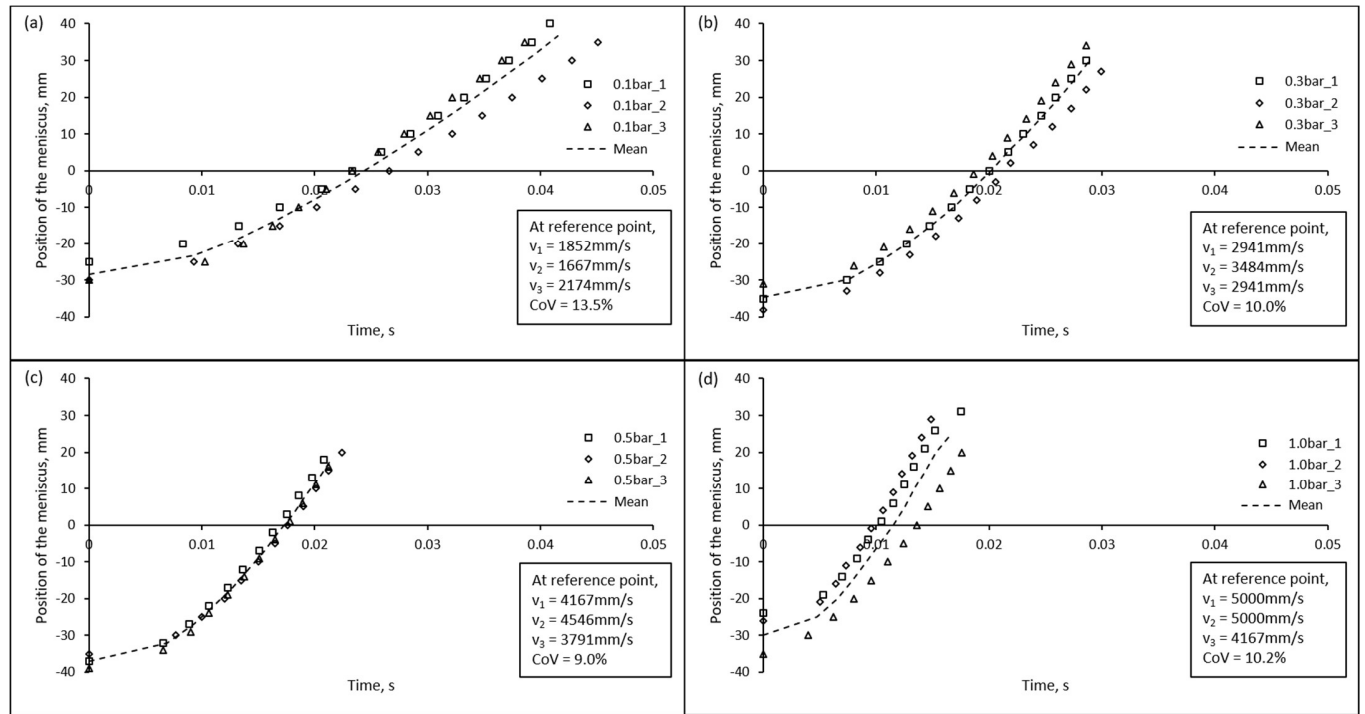 (a)
40
30
20
10
0
-10
-20
-30
-40
Position of the meniscus, mm
0
0.01
0.02
0.03
0.04
0.05
Time, s
0.1bar_1
0.1bar_2
0.1bar_3
Mean
At reference point,
v₁ = 1852mm/s
v₂ = 1667mm/s
v₃ = 2174mm/s
CoV = 13.5%
(b)
40
30
20
10
0
-10
-20
-30
-40
Position of the meniscus, mm
0
0.01
0.02
0.03
0.04
0.05
Time, s
0.3bar_1
0.3bar_2
0.3bar_3
Mean
At reference point,
v₁ = 2941mm/s
v₂ = 3484mm/s
v₃ = 2941mm/s
CoV = 10.0%
(c)
40
30
20
10
0
-10
-20
-30
-40
Position of the meniscus, mm
0
0.01
0.02
0.03
0.04
0.05
Time, s
0.5bar_1
0.5bar_2
0.5bar_3
Mean
At reference point,
v₁ = 4167mm/s
v₂ = 4546mm/s
v₃ = 3791mm/s
CoV = 9.0%
(d)
40
30
20
10
0
-10
-20
-30
-40
Position of the meniscus, mm
0
0.01
0.02
0.03
0.04
0.05
Time, s
1.0bar_1
1.0bar_2
1.0bar_3
Mean
At reference point,
v₁ = 5000mm/s
v₂ = 5000mm/s
v₃ = 4167mm/s
CoV = 10.2%